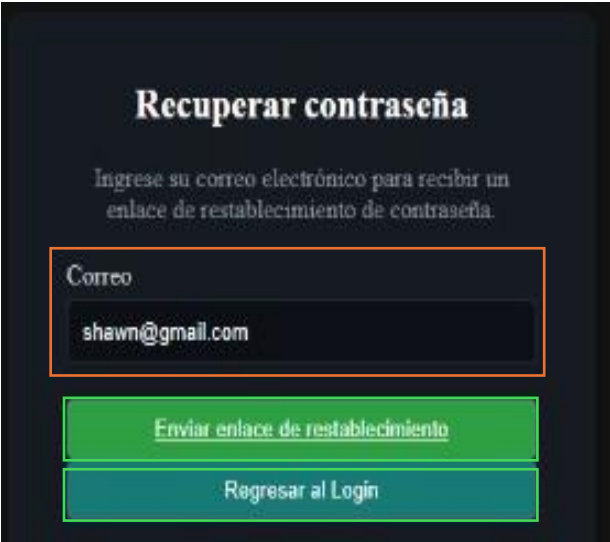 Recuperar contraseña
Ingrese su correo electrónico para recibir un
enlace de restablecimiento de contraseña.
Correo
shawn@gmail.com
Enviar enlace de restablecimiento
Regresar al Login